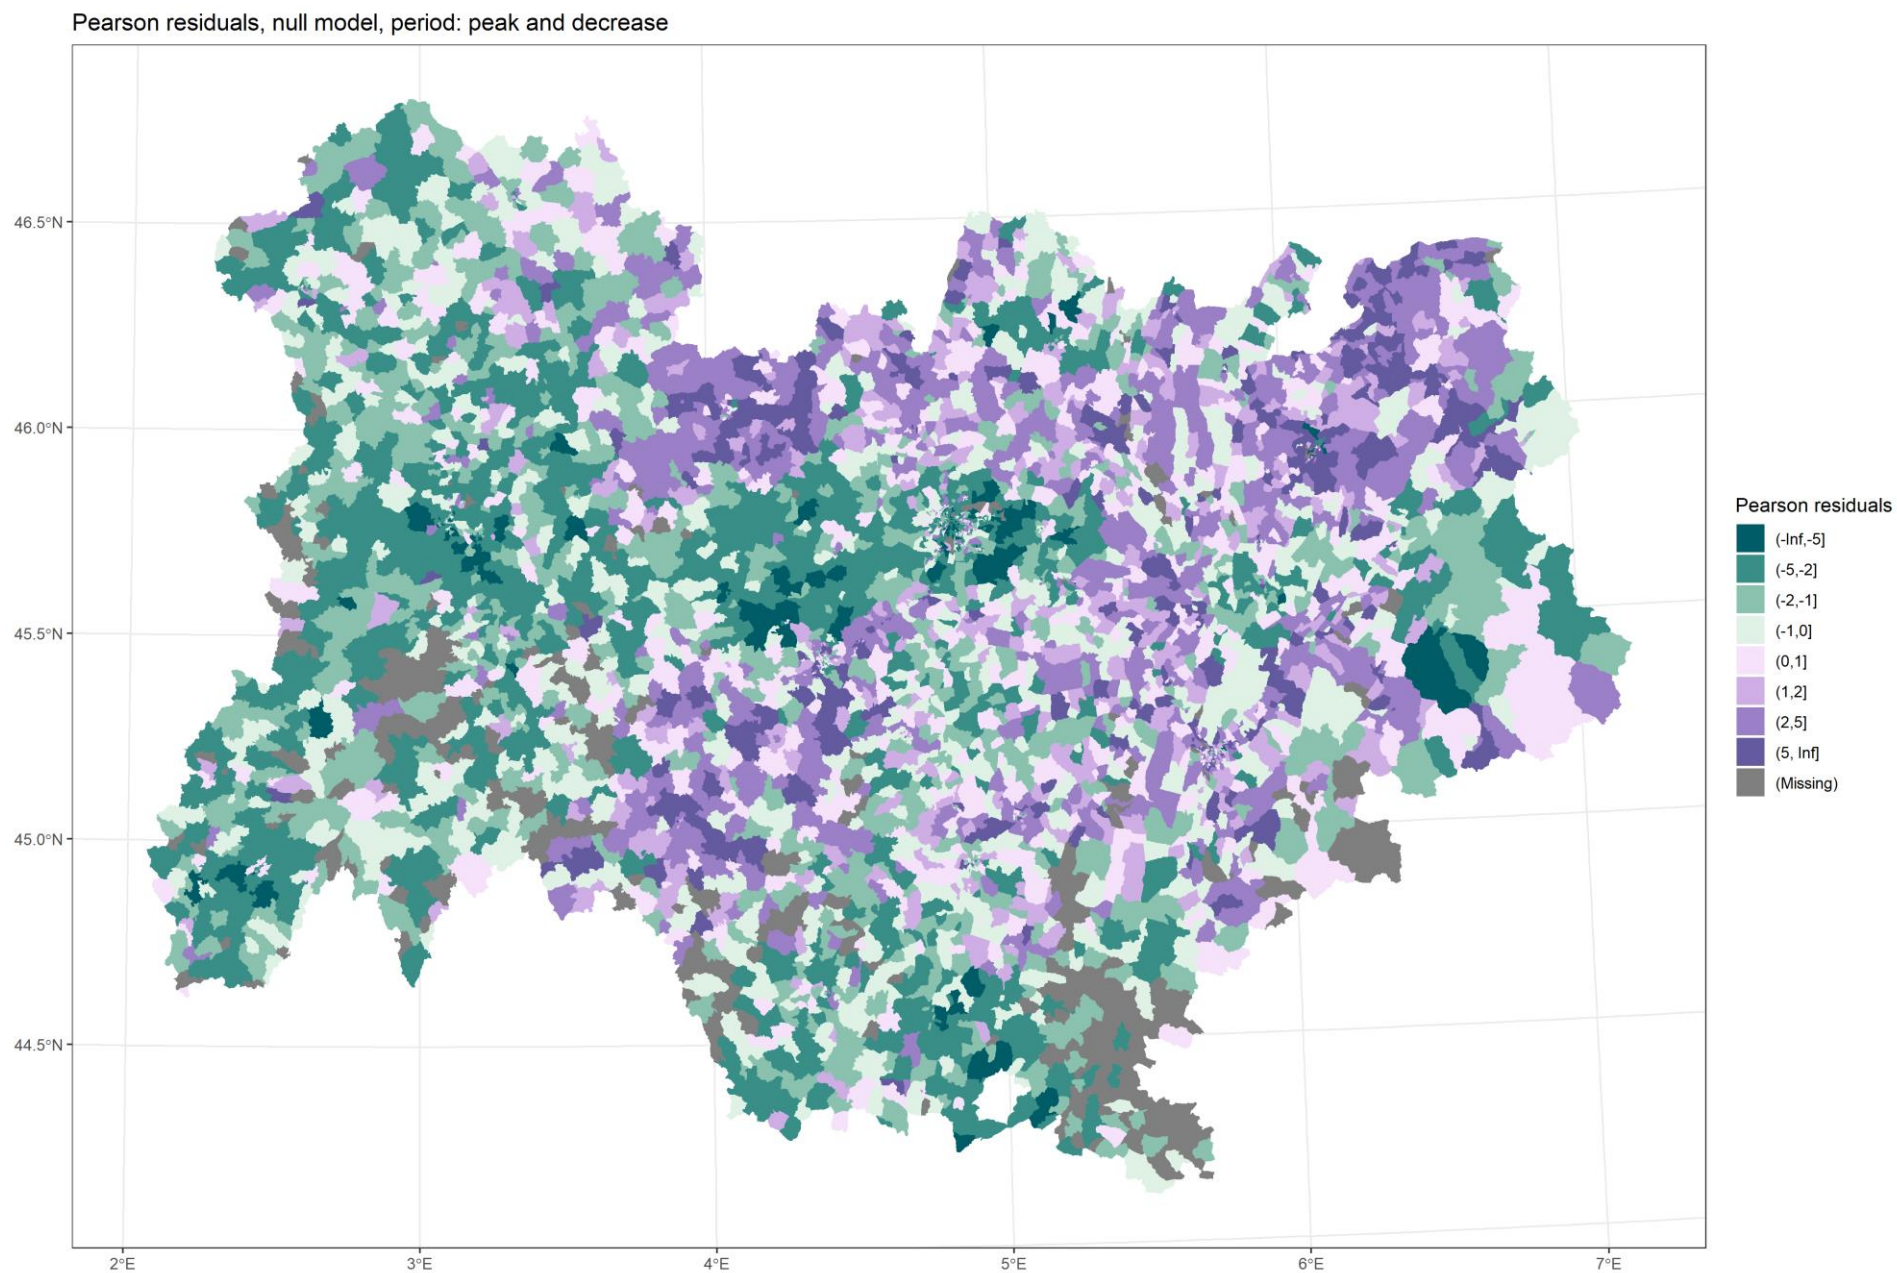 Pearson residuals, null model, period: peak and decrease
46.5°N
46.0°N
45.5°N
45.0°N
44.5°N
2°E
3°E
4°E
5°E
6°E
7°E
Pearson residuals
(-Inf,-5]
(-5,-2]
(-2,-1]
(-1,0]
(0,1]
(1,2]
(2,5]
(5, Inf]
(Missing)